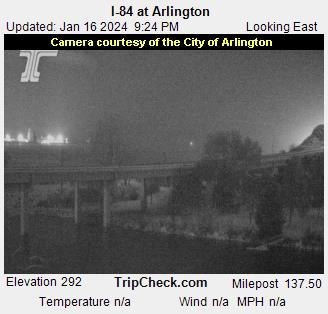 I-84 at Arlington
Updated: Jan 16 2024 9:24 PM Looking East
Camera courtesy of the City of Arlington
Elevation 292 TripCheck.com Milepost 137.50
Temperature n/a Wind n/a MPH n/a